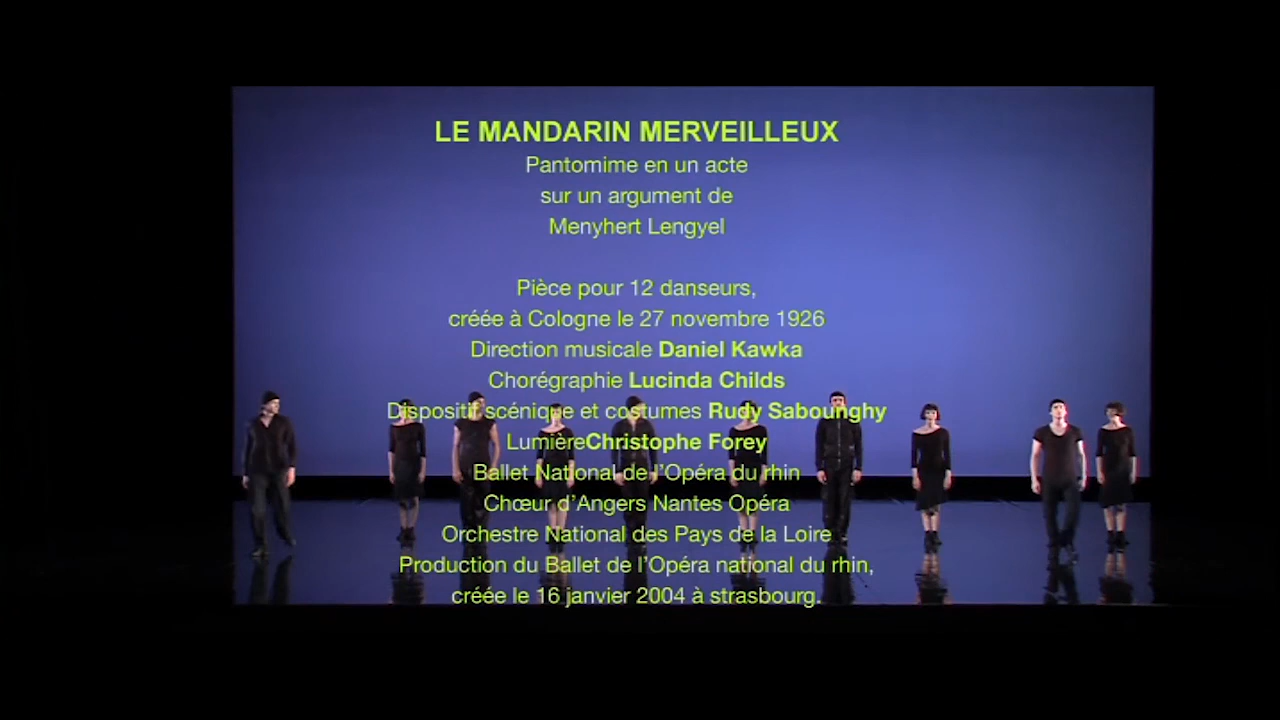 LE MANDARIN MERVEILLEUX
Pantomime en un acte
sur un argument de
Menyhert Lengyel
Pièce pour 12 danseurs,
créée à Cologne le 27 novembre 1926
Direction musicale Daniel Kawka
Chorégraphie Lucinda Childs
Dispositif scénique et costumes Rudy Sabounghy
LumièreChristophe Forey
Ballet National de l'Opéra du rhin
Chœur d'Angers Nantes Opéra
Orchestre National des Pays de la Loire
Production du Ballet de l'Opéra national du rhin,
créée le 16 janvier 2004 à strasbourg.